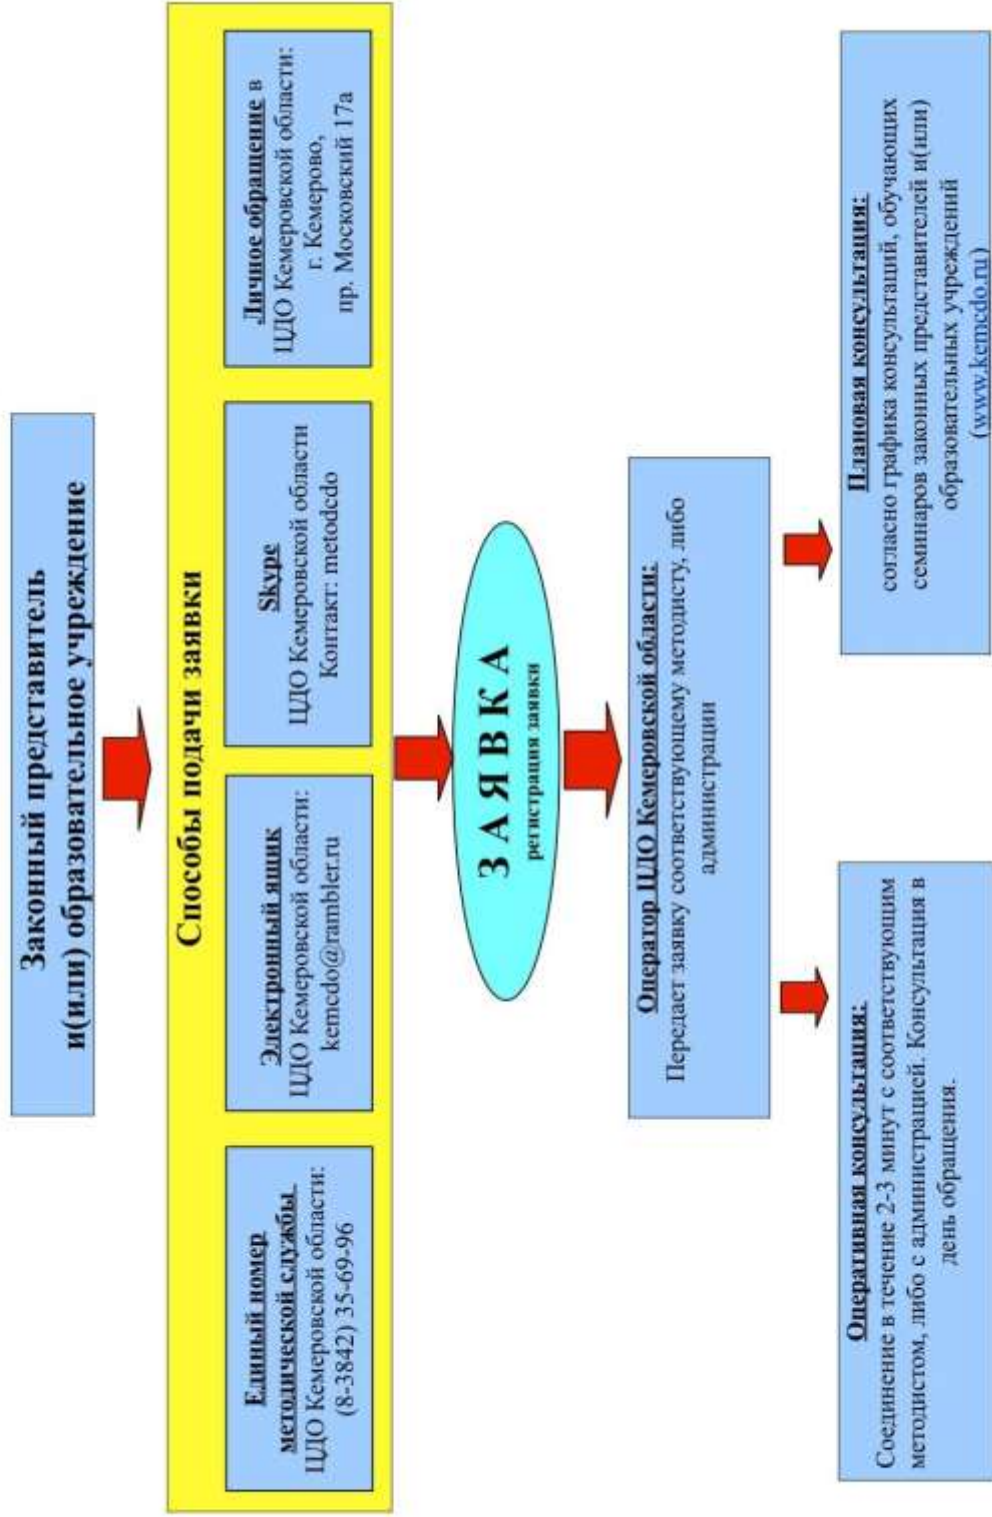 Законный представитель
и(или) образовательное учреждение
Способы подачи заявки
Единый номер
методической службы
ЦДО Кемеровской области:
(8-3842) 35-69-96
Электронный ящик
ЦДО Кемеровской области:
kemcdo@rambler.ru
Skype
ЦДО Кемеровской области
Контакт: metodcdo
Личное обращение в
ЦДО Кемеровской области:
г. Кемерово,
пр. Московский 17а
ЗАЯВКА
регистрация заявки
Оператор ЦДО Кемеровской области:
Передает заявку соответствующему методисту, либо
администрации
Оперативная консультация:
Соединение в течение 2-3 минут с соответствующим
методистом, либо с администрацией. Консультация в
день обращения.
Плановая консультация:
согласно графика консультаций, обучающих
семинаров законных представителей и(или)
образовательных учреждений
(www.kemcdo.ru)